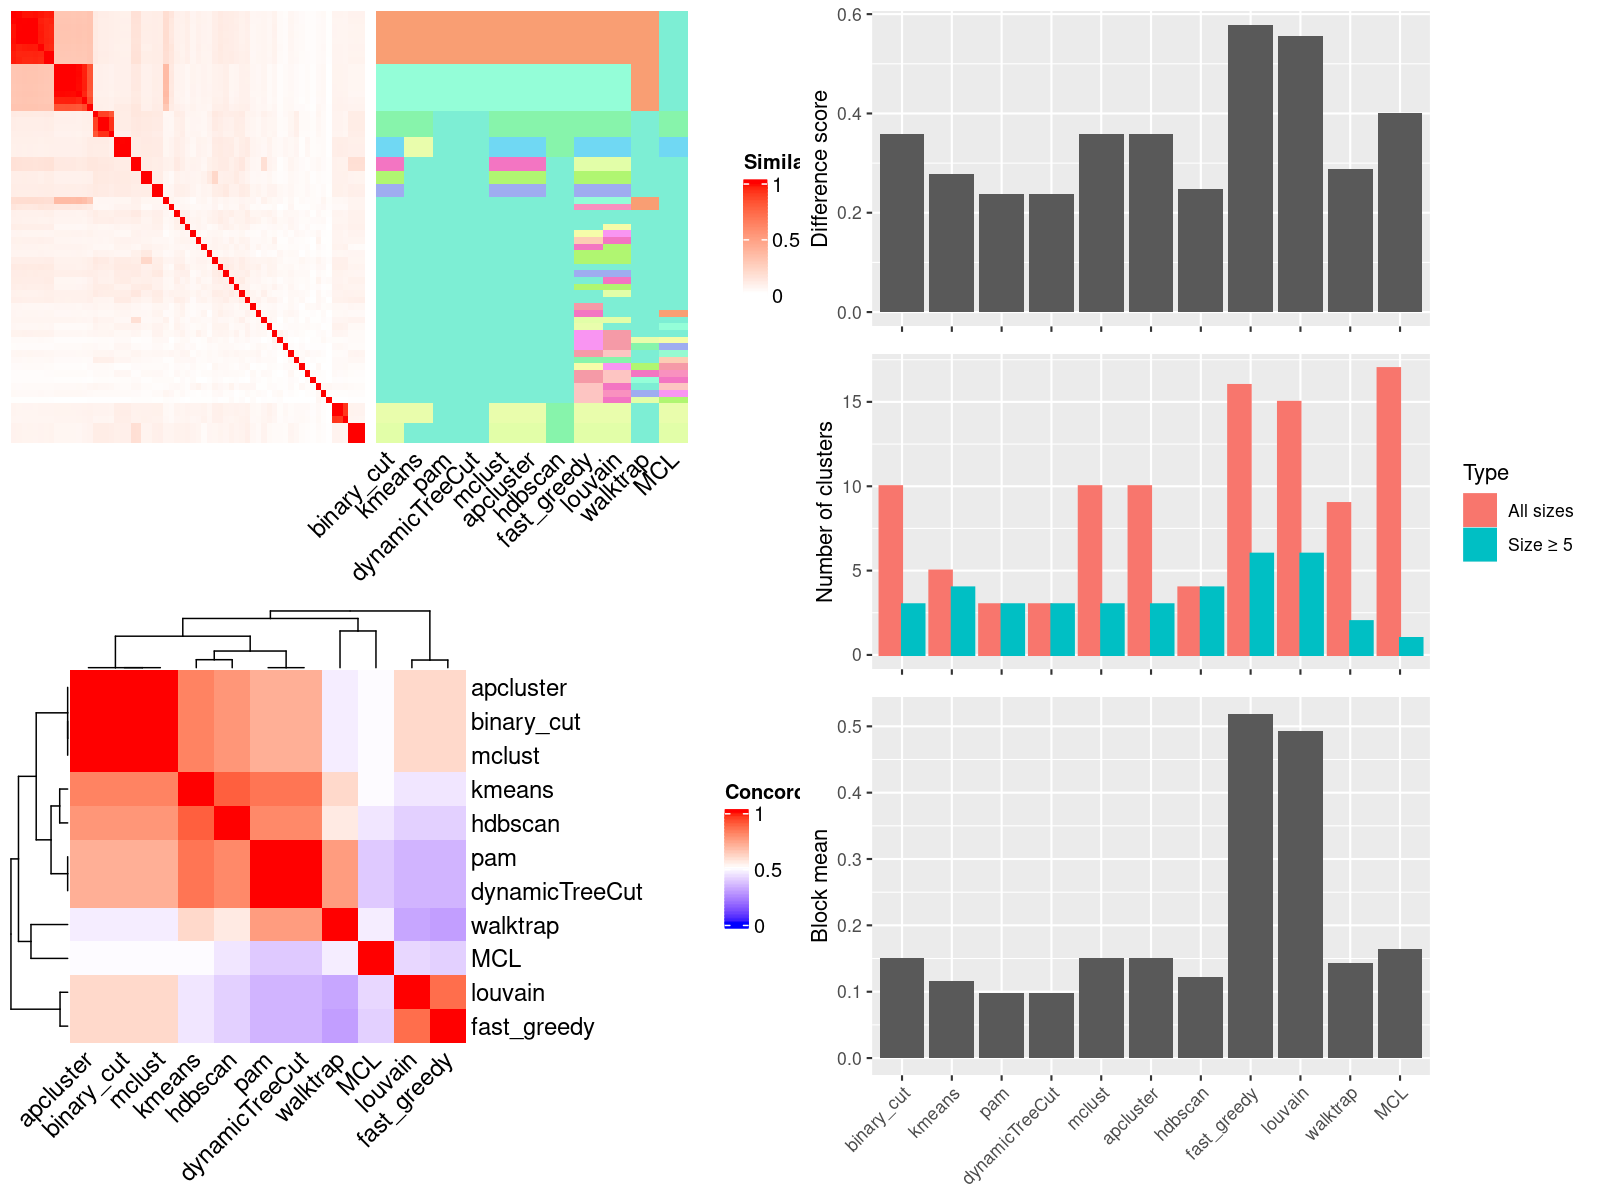 Simila
1
0.5
0
binary_cut
kmeans
pam
dynamicTreeCut
mclust
apcluster
hdbscan
fast_greedy
louvain
walktrap
MCL
apcluster
binary_cut
mclust
kmeans
hdbscan
pam
dynamicTreeCut
walktrap
MCL
louvain
fast_greedy
apcluster
binary_cut
mclust
kmeans
hdbscan
pam
dynamicTreeCut
walktrap
MCL
louvain
fast_greedy
Concord
1
0.5
0
Difference score
0.6
0.4
0.2
0.0
Number of clusters
15
10
5
0
Type
All sizes
Size ≥ 5
Block mean
0.5
0.4
0.3
0.2
0.1
0.0
binary_cut
kmeans
pam
dynamicTreeCut
mclust
apcluster
hdbscan
fast_greedy
louvain
walktrap
MCL